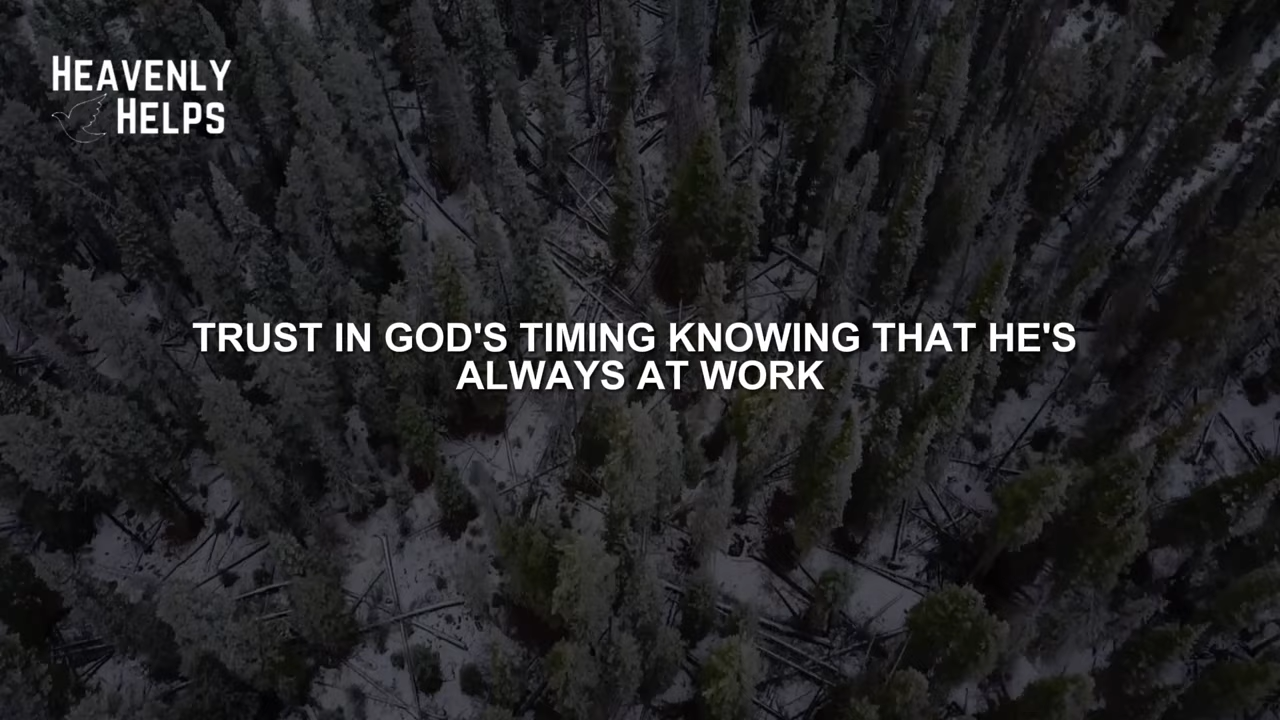 HEAVENLY
HELPS
TRUST IN GOD'S TIMING KNOWING THAT HE'S
ALWAYS AT WORK